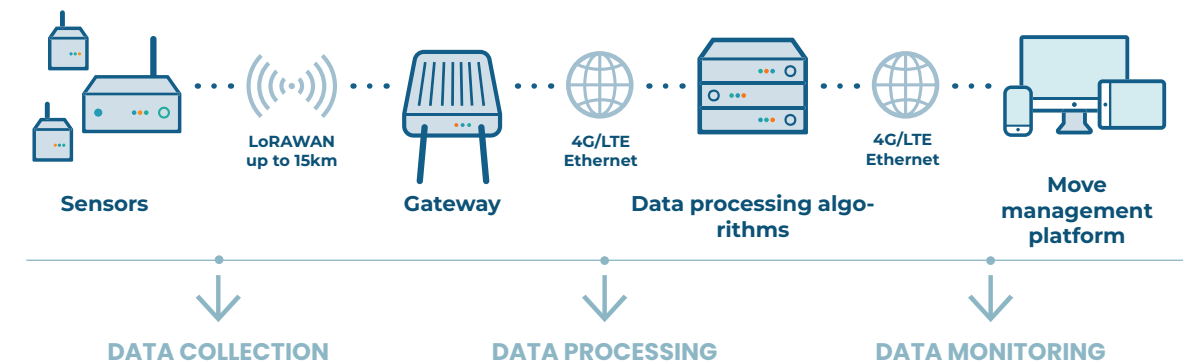 LoRAWAN
up to 15km
4G/LTE
Ethernet
4G/LTE
Ethernet
Sensors
Gateway
Data processing algo-
rithms
Move
management
platform
DATA COLLECTION
DATA PROCESSING
DATA MONITORING